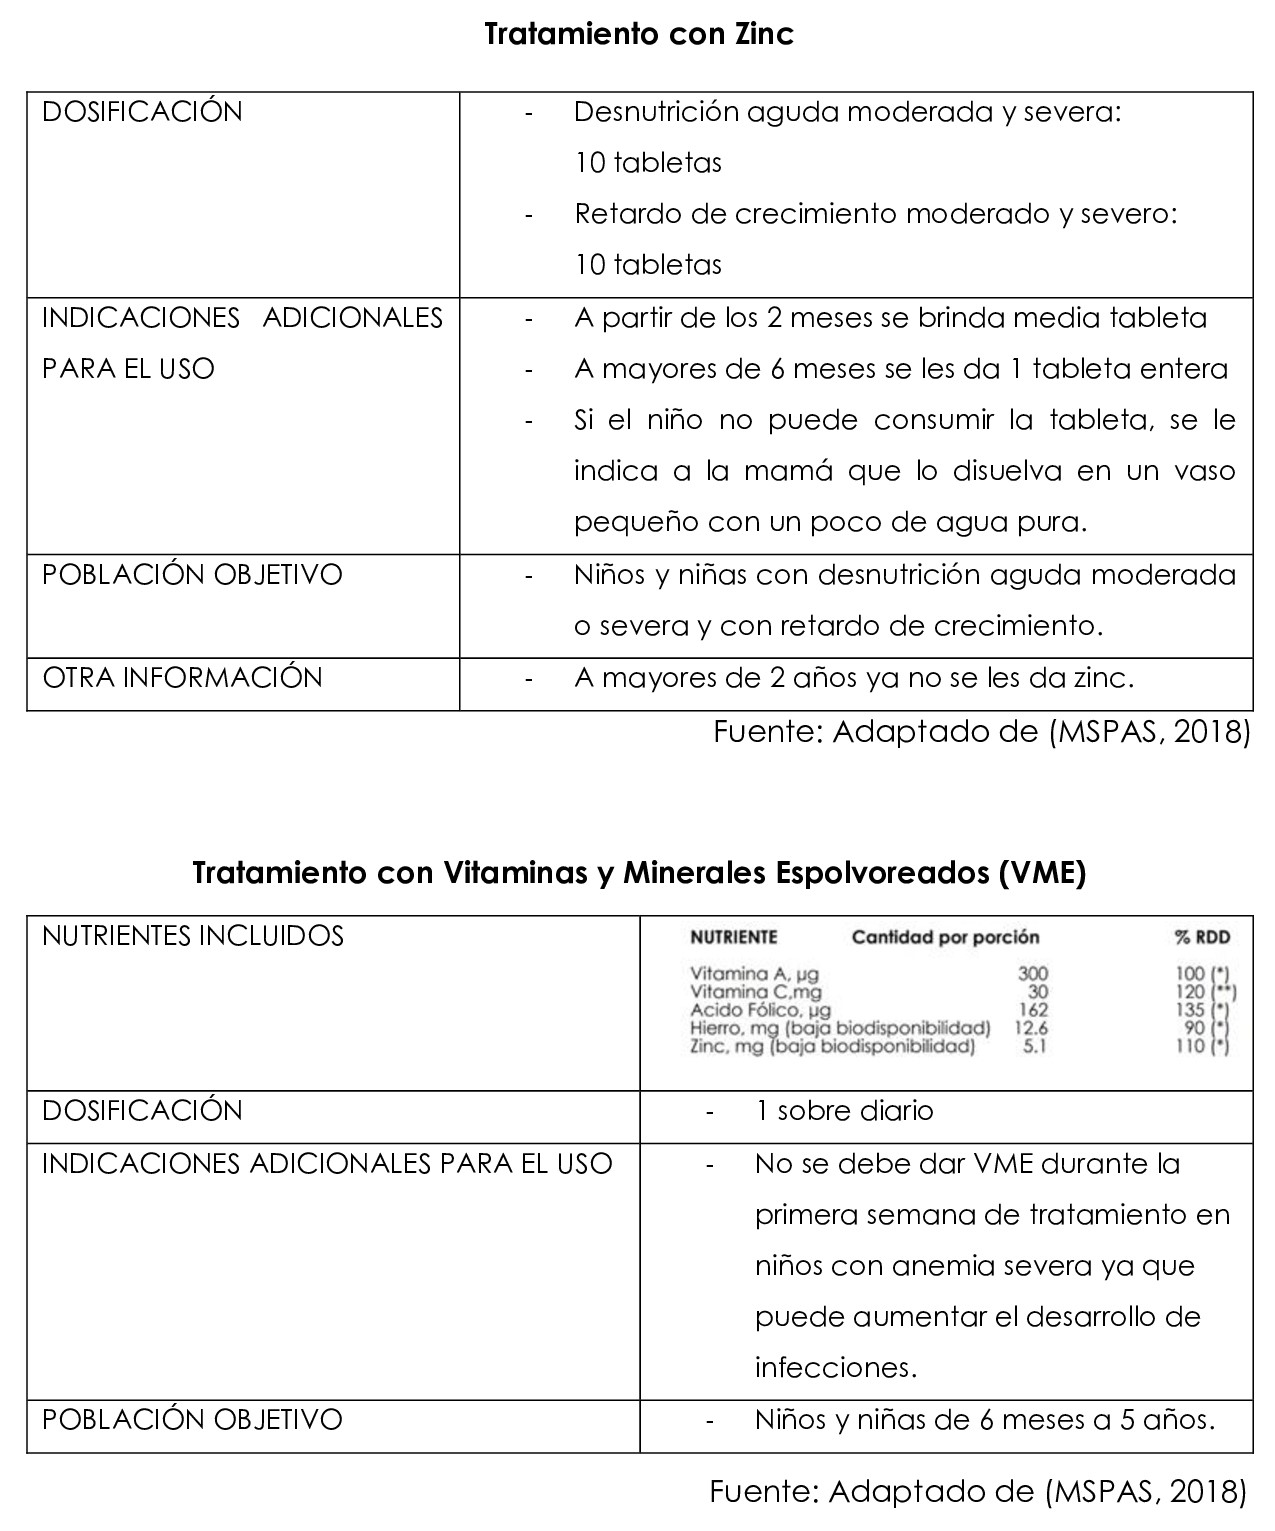 Tratamiento con Zinc
DOSIFICACIÓN
- Desnutrición aguda moderada y severa:
10 tabletas
- Retardo de crecimiento moderado y severo:
10 tabletas
INDICACIONES ADICIONALES
PARA EL USO
- A partir de los 2 meses se brinda media tableta
- A mayores de 6 meses se les da 1 tableta entera
- Si el niño no puede consumir la tableta, se le
indica a la mamá que lo disuelva en un vaso
pequeño con un poco de agua pura.
POBLACIÓN OBJETIVO
- Niños y niñas con desnutrición aguda moderada
o severa y con retardo de crecimiento.
OTRA INFORMACIÓN
- A mayores de 2 años ya no se les da zinc.
Fuente: Adaptado de (MSPAS, 2018)
Tratamiento con Vitaminas y Minerales Espolvoreados (VME)
NUTRIENTES INCLUIDOS
NUTRIENTE Cantidad por porción % RDD
Vitamina A, µg 300 100 (*)
Vitamina C,mg 30 120 (**)
Acido Fólico, µg 162 135 (*)
Hierro, mg (baja biodisponibilidad) 12.6 90 (*)
Zinc, mg (baja biodisponibilidad) 5.1 110 (*)
DOSIFICACIÓN
- 1 sobre diario
INDICACIONES ADICIONALES PARA EL USO
- No se debe dar VME durante la
primera semana de tratamiento en
niños con anemia severa ya que
puede aumentar el desarrollo de
infecciones.
POBLACIÓN OBJETIVO
- Niños y niñas de 6 meses a 5 años.
Fuente: Adaptado de (MSPAS, 2018)